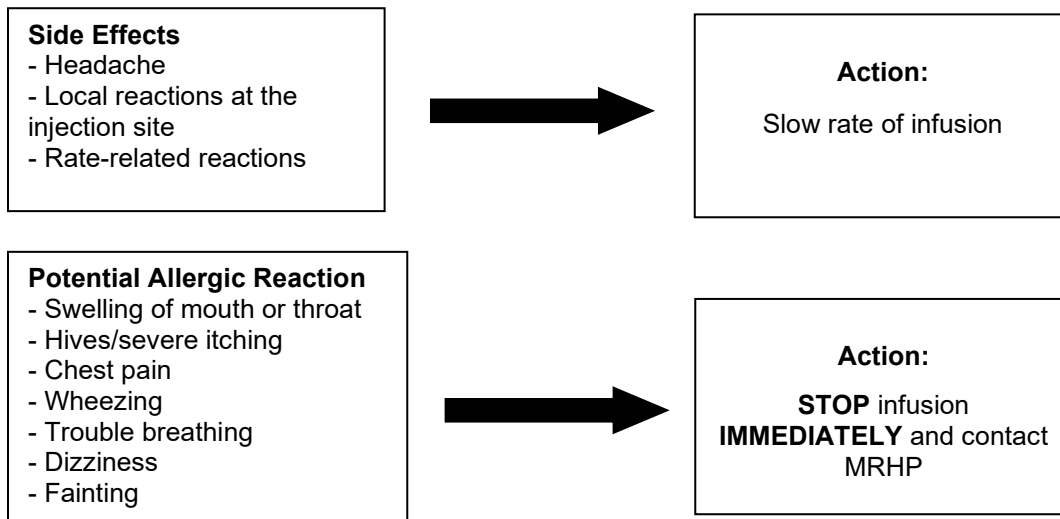 Side Effects
- Headache
- Local reactions at the
injection site
- Rate-related reactions
Action:
Slow rate of infusion
Potential Allergic Reaction
- Swelling of mouth or throat
- Hives/severe itching
- Chest pain
- Wheezing
- Trouble breathing
- Dizziness
- Fainting
Action:
STOP infusion
IMMEDIATELY and contact
MRHP